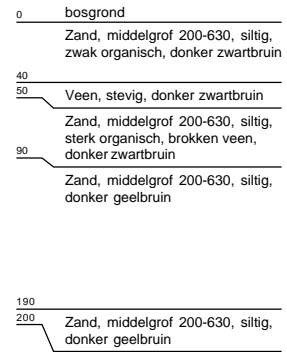 0 bosgrond
Zand, middelgrof 200-630, siltig,
zwak organisch, donker zwartbruin
40
50 Veen, stevig, donker zwartbruin
Zand, middelgrof 200-630, siltig,
sterk organisch, brokken veen,
90 donker zwartbruin
Zand, middelgrof 200-630, siltig,
donker geelbruin
190
200 Zand, middelgrof 200-630, siltig,
donker geelbruin